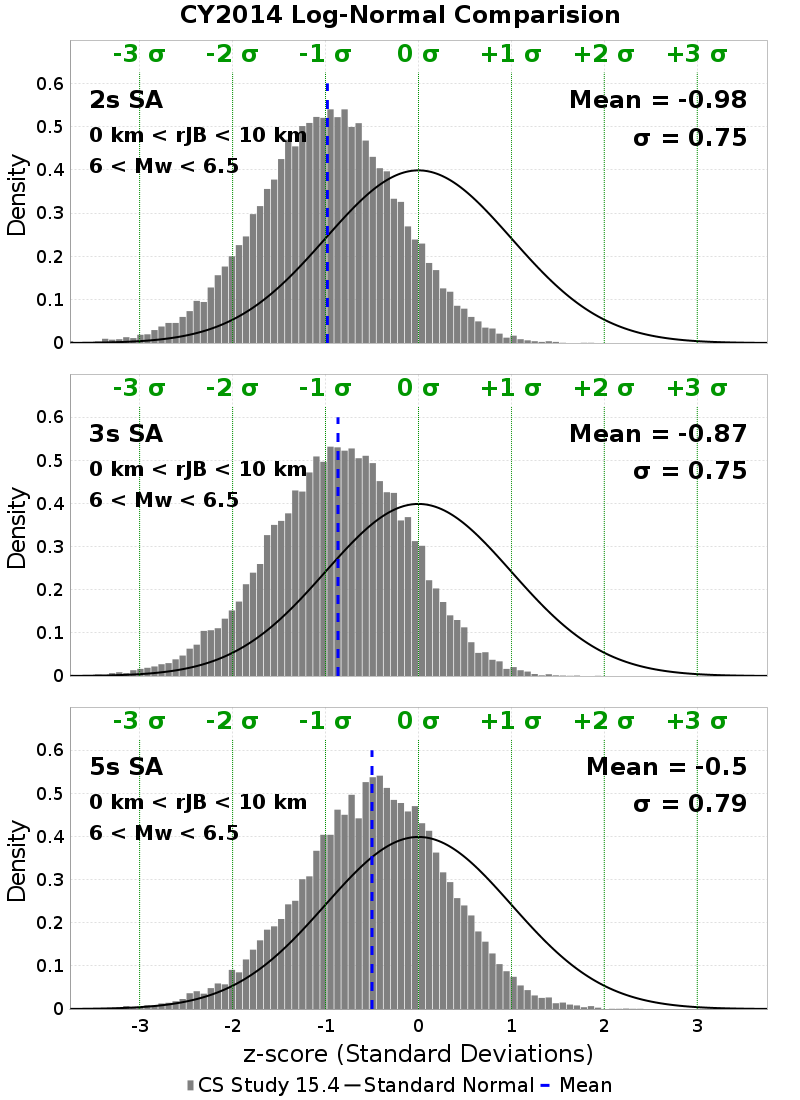 CY2014 Log-Normal Comparision
-3 σ -2 σ -1 σ 0 σ +1 σ +2 σ +3 σ
0.6
2s SA Mean = -0.98
0.5
0 km < rJB < 10 km σ = 0.75
6 < Mw < 6.5
0.4
Density
0.3
0.2
0.1
0
-3 σ -2 σ -1 σ 0 σ +1 σ +2 σ +3 σ
0.6
3s SA Mean = -0.87
0.5
0 km < rJB < 10 km σ = 0.75
6 < Mw < 6.5
0.4
Density
0.3
0.2
0.1
0
-3 σ -2 σ -1 σ 0 σ +1 σ +2 σ +3 σ
0.6
5s SA Mean = -0.5
0.5
0 km < rJB < 10 km σ = 0.79
6 < Mw < 6.5
0.4
Density
0.3
0.2
0.1
0
-3 -2 -1 0 1 2 3
z-score (Standard Deviations)
CS Study 15.4 Standard Normal Mean